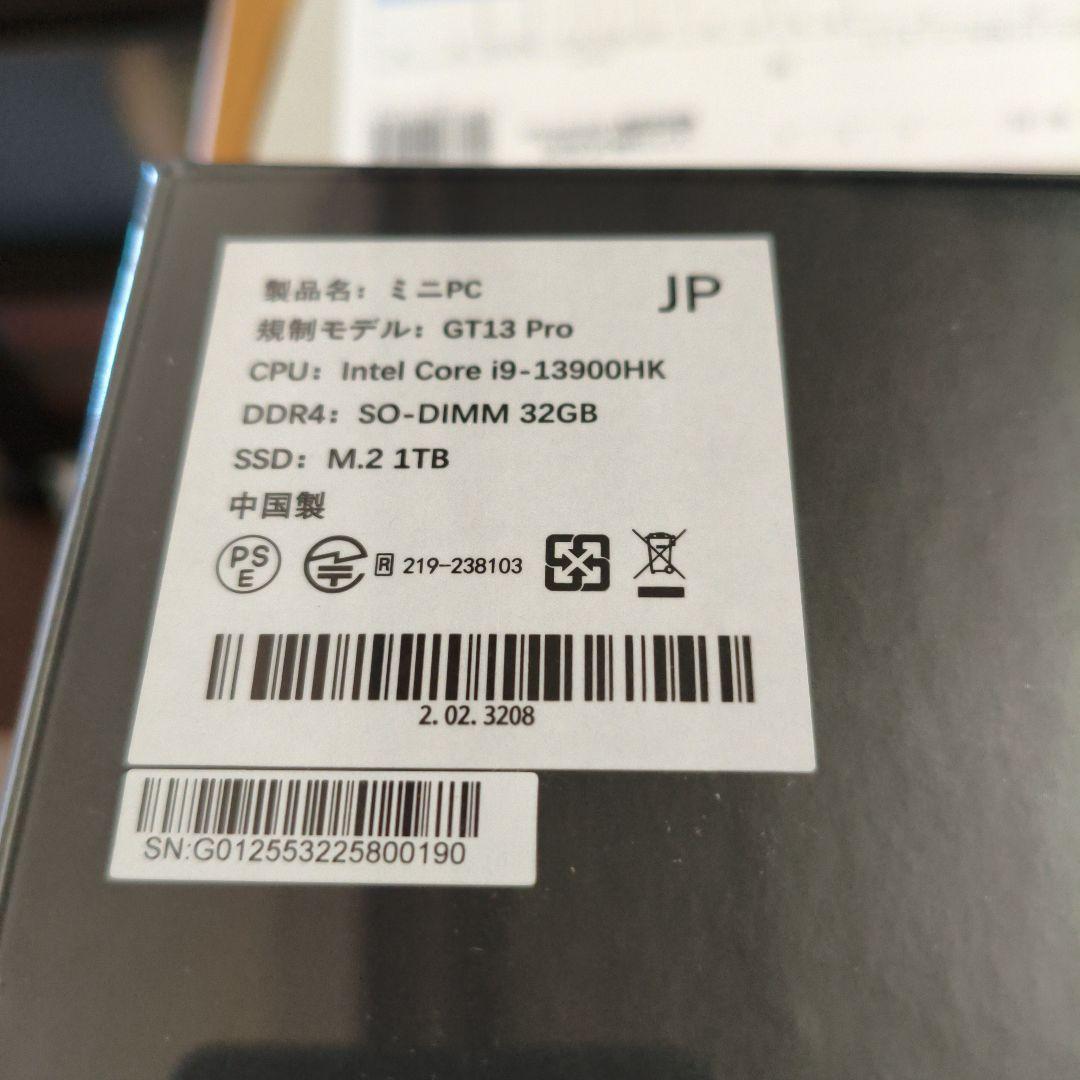 製品名：ミニPC
JP
規制モデル：GT13 Pro
CPU：Intel Core i9-13900HK
DDR4：SO-DIMM 32GB
SSD：M.2 1TB
中国製
PSE
R 219-238103
2. 02. 3208
SN:G012553225800190